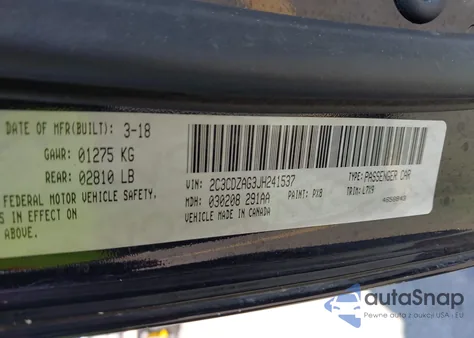 DATE OF MFR(BUILT): 3-18
GAWR: 01275 KG
REAR: 02810 LB
FEDERAL MOTOR VEHICLE SAFETY,
S IN EFFECT ON
ABOVE.
VIN: 2C3CDZAG3JH241537
TYPE: PASSENGER CAR
MDH: 030208 291AA
PAINT: PX8
TRIM: L7X9
VEHICLE MADE IN CANADA
autoSnap
Pewne auta z aukcji USA - EU